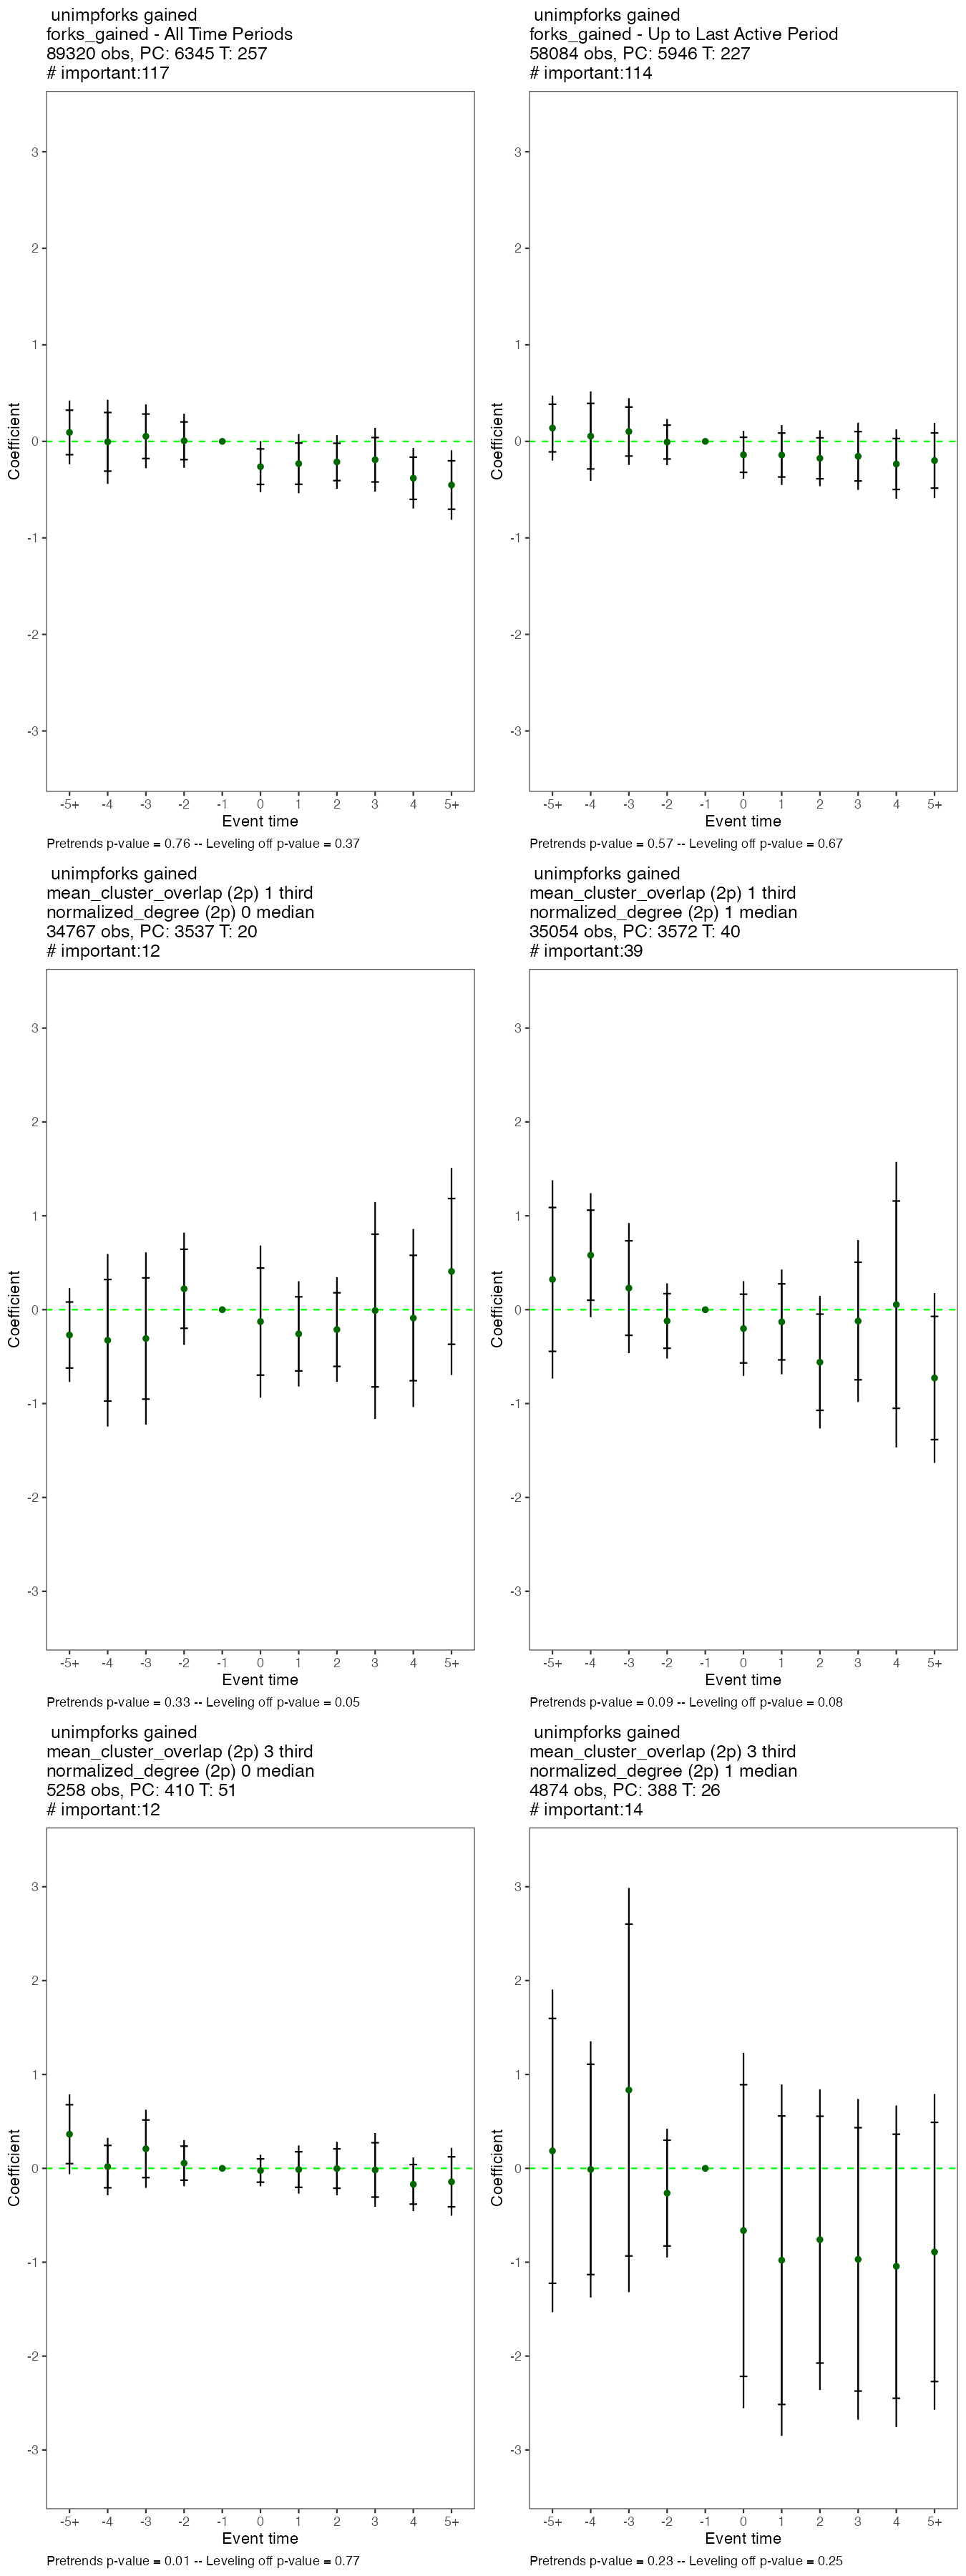 unimpforks gained
forks_gained - All Time Periods
89320 obs, PC: 6345 T: 257
# important:117
3
2
1
0
-1
-2
-3
Coefficient
-5+ -4 -3 -2 -1 0 1 2 3 4 5+
Event time
Pretrends p-value = 0.76 -- Leveling off p-value = 0.37
unimpforks gained
forks_gained - Up to Last Active Period
58084 obs, PC: 5946 T: 227
# important:114
3
2
1
0
-1
-2
-3
Coefficient
-5+ -4 -3 -2 -1 0 1 2 3 4 5+
Event time
Pretrends p-value = 0.57 -- Leveling off p-value = 0.67
unimpforks gained
mean_cluster_overlap (2p) 1 third
normalized_degree (2p) 0 median
34767 obs, PC: 3537 T: 20
# important:12
3
2
1
0
-1
-2
-3
Coefficient
-5+ -4 -3 -2 -1 0 1 2 3 4 5+
Event time
Pretrends p-value = 0.33 -- Leveling off p-value = 0.05
unimpforks gained
mean_cluster_overlap (2p) 1 third
normalized_degree (2p) 1 median
35054 obs, PC: 3572 T: 40
# important:39
3
2
1
0
-1
-2
-3
Coefficient
-5+ -4 -3 -2 -1 0 1 2 3 4 5+
Event time
Pretrends p-value = 0.09 -- Leveling off p-value = 0.08
unimpforks gained
mean_cluster_overlap (2p) 3 third
normalized_degree (2p) 0 median
5258 obs, PC: 410 T: 51
# important:12
3
2
1
0
-1
-2
-3
Coefficient
-5+ -4 -3 -2 -1 0 1 2 3 4 5+
Event time
Pretrends p-value = 0.01 -- Leveling off p-value = 0.77
unimpforks gained
mean_cluster_overlap (2p) 3 third
normalized_degree (2p) 1 median
4874 obs, PC: 388 T: 26
# important:14
3
2
1
0
-1
-2
-3
Coefficient
-5+ -4 -3 -2 -1 0 1 2 3 4 5+
Event time
Pretrends p-value = 0.23 -- Leveling off p-value = 0.25